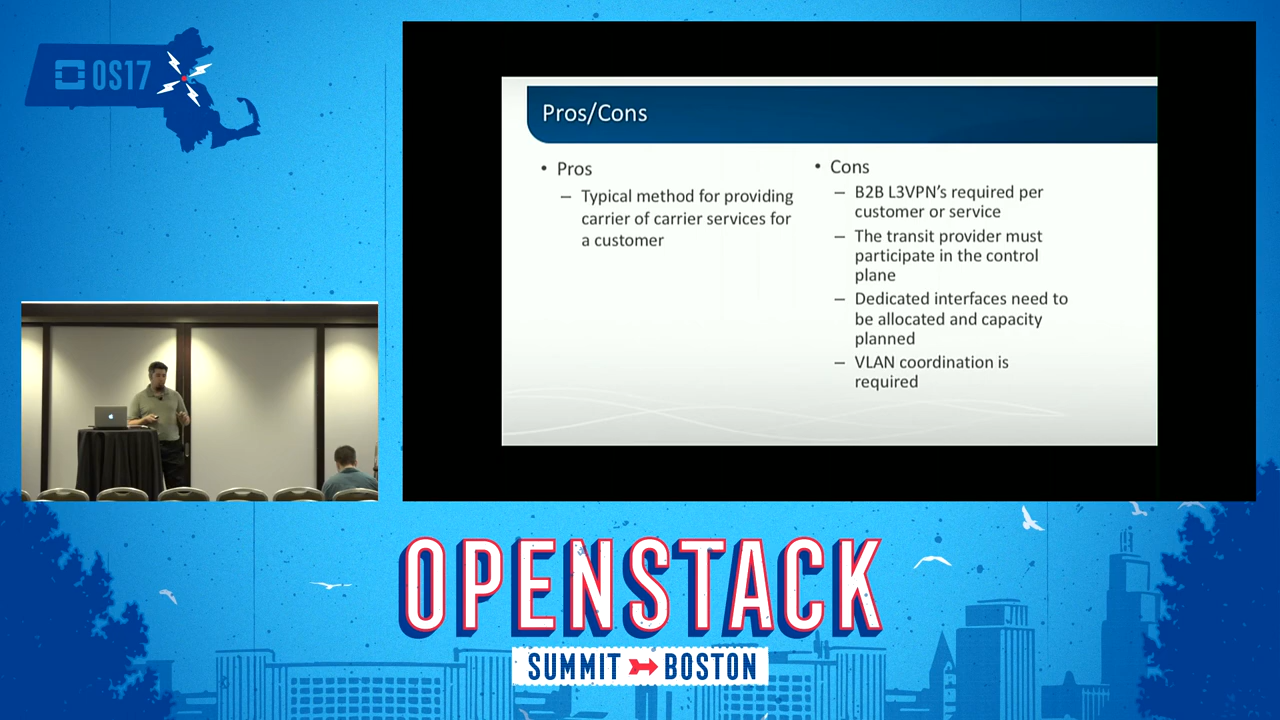 OS17
Pros/Cons
• Pros
– Typical method for providing
carrier of carrier services for
a customer
• Cons
– B2B L3VPN's required per
customer or service
– The transit provider must
participate in the control
plane
– Dedicated interfaces need to
be allocated and capacity
planned
– VLAN coordination is
required
OPENSTACK
SUMMIT BOSTON